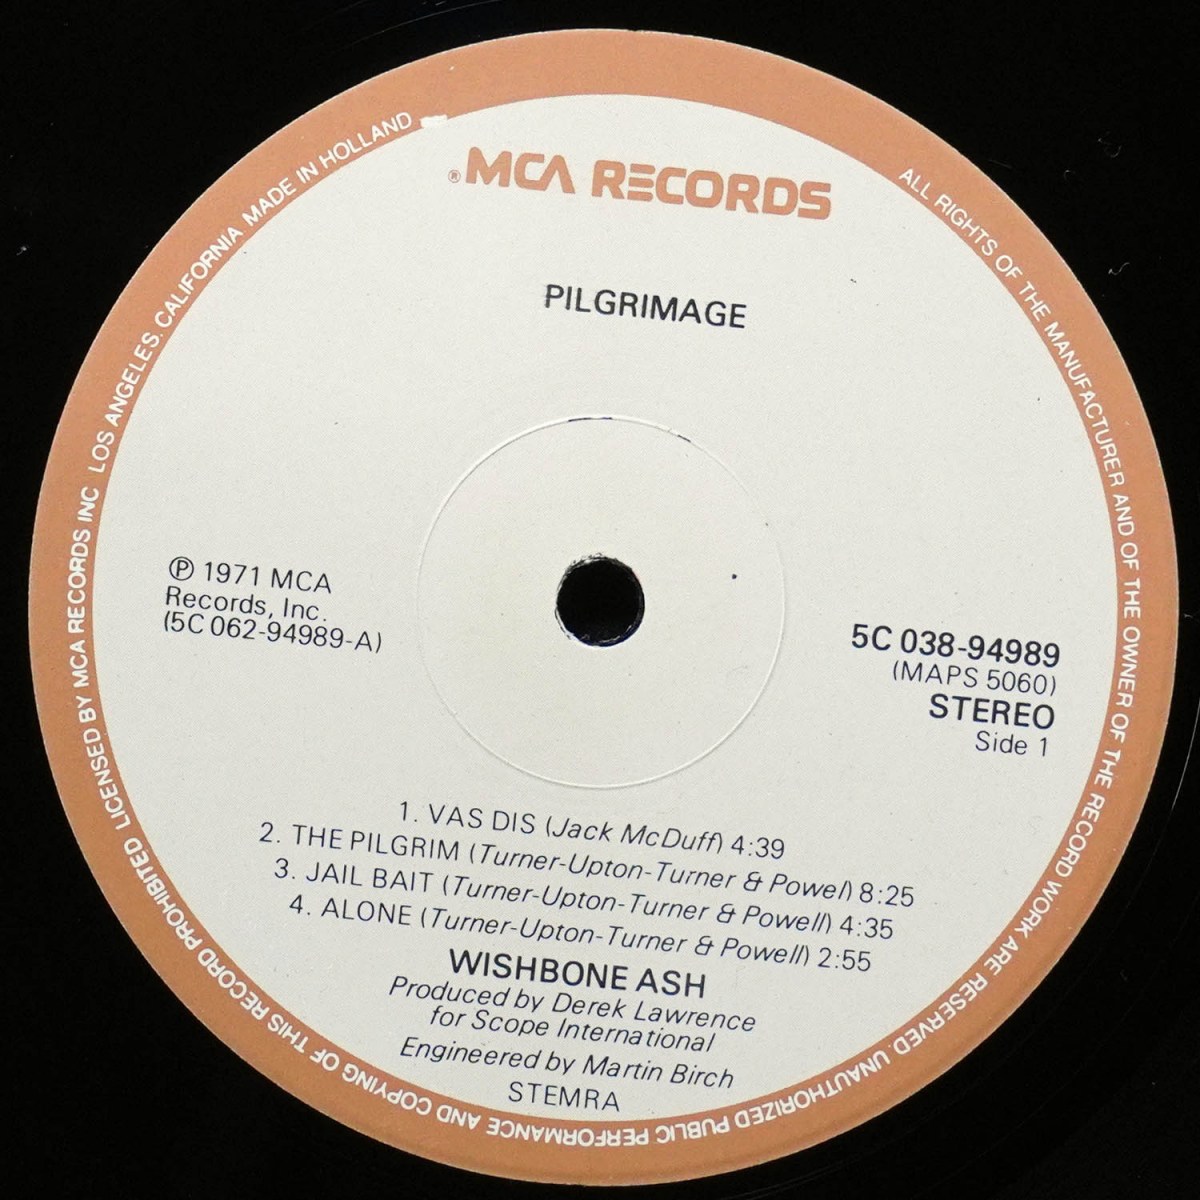 ® MCA RECORDS
PILGRIMAGE
℗ 1971 MCA
Records, Inc.
(5C 062-94989-A)
5C 038-94989
(MAPS 5060)
STEREO
Side 1
1. VAS DIS (Jack McDuff) 4:39
2. THE PILGRIM (Turner-Upton-Turner & Powel) 8:25
3. JAIL BAIT (Turner-Upton-Turner & Powell) 4:35
4. ALONE (Turner-Upton-Turner & Powell) 2:55
WISHBONE ASH
Produced by Derek Lawrence
for Scope International
Engineered by Martin Birch
STEMRA
ALL RIGHTS OF THE MANUFACTURER AND OF THE OWNER OF THE RECORD WORK ARE RESERVED. UNAUTHORIZED PUBLIC PERFORMANCE AND COPYING OF THIS RECORD PROHIBITED LICENSED BY MCA RECORDS INC LOS ANGELES. CALIFORNIA MADE IN HOLLAND